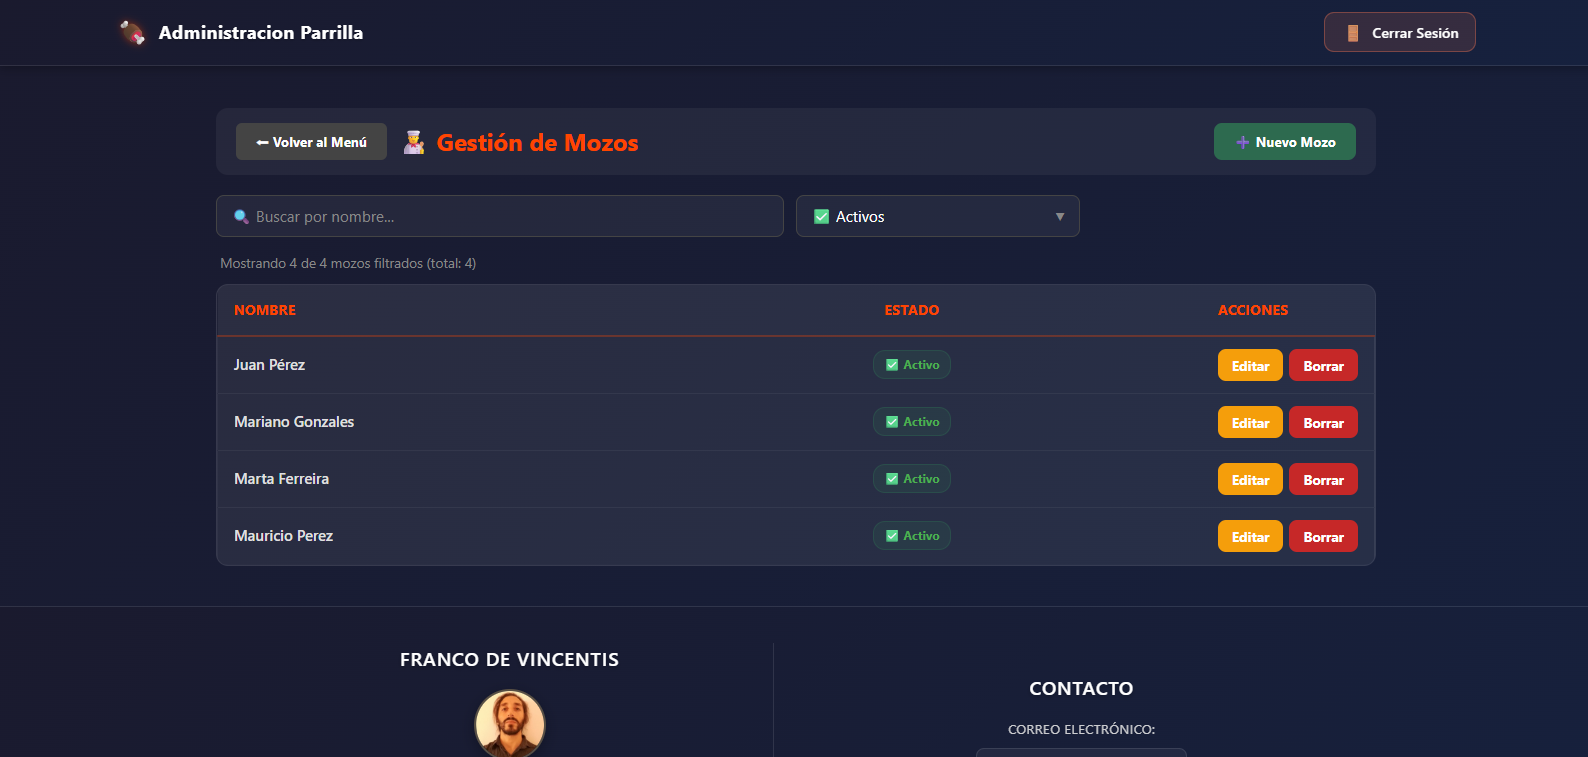 Administracion Parrilla
Cerrar Sesión
Volver al Menú
Gestión de Mozos
Nuevo Mozo
Buscar por nombre...
Activos
Mostrando 4 de 4 mozos filtrados (total: 4)
NOMBRE ESTADO ACCIONES
Juan Pérez Activo Editar Borrar
Mariano Gonzales Activo Editar Borrar
Marta Ferreira Activo Editar Borrar
Mauricio Perez Activo Editar Borrar
FRANCO DE VINCENTIS
CONTACTO
CORREO ELECTRÓNICO: